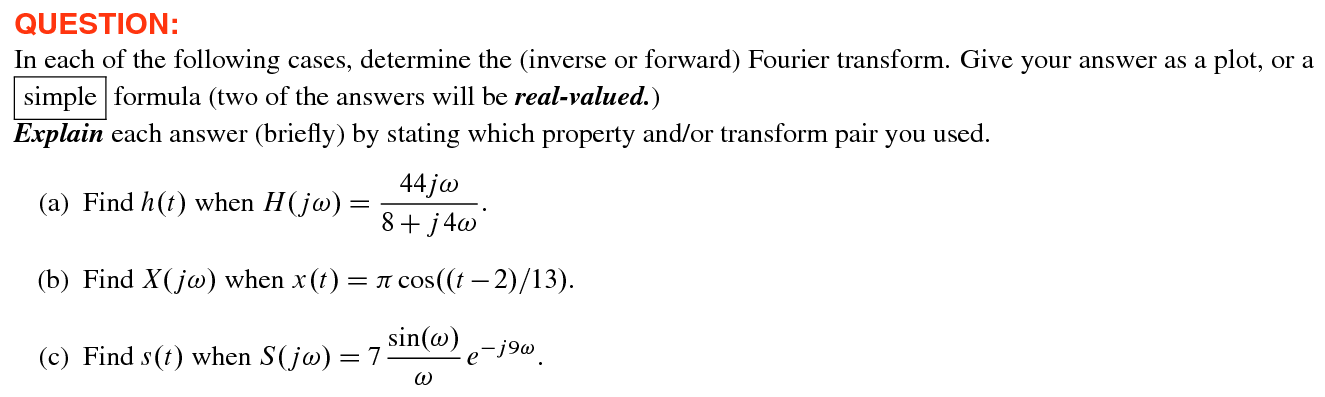 QUESTION:
In each of the following cases, determine the (inverse or forward) Fourier transform. Give your answer as a plot, or a
simple formula (two of the answers will be real-valued.)
Explain each answer (briefly) by stating which property and/or transform pair you used.
(a) Find h(t) when H(jω) = 44jω / (8 + j4ω).
(b) Find X(jω) when x(t) = π cos((t − 2)/13).
(c) Find s(t) when S(jω) = 7 sin(ω)/ω e^{−j9ω}.